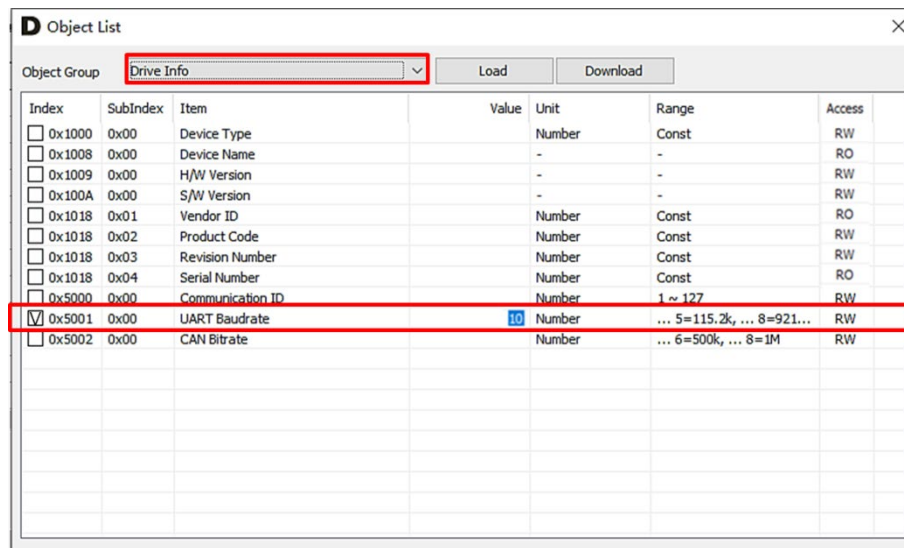 D Object List
Object Group Drive Info Load Download
Index SubIndex Item Value Unit Range Access
0x1000 0x00 Device Type Number Const RW
0x1008 0x00 Device Name - - RO
0x1009 0x00 H/W Version - - RW
0x100A 0x00 S/W Version - - RW
0x1018 0x01 Vendor ID Number Const RO
0x1018 0x02 Product Code Number Const RW
0x1018 0x03 Revision Number Number Const RW
0x1018 0x04 Serial Number Number Const RO
0x5000 0x00 Communication ID Number 1 ~ 127 RW
0x5001 0x00 UART Baudrate 10 Number ... 5=115.2k, ... 8=921... RW
0x5002 0x00 CAN Bitrate Number ... 6=500k, ... 8=1M RW